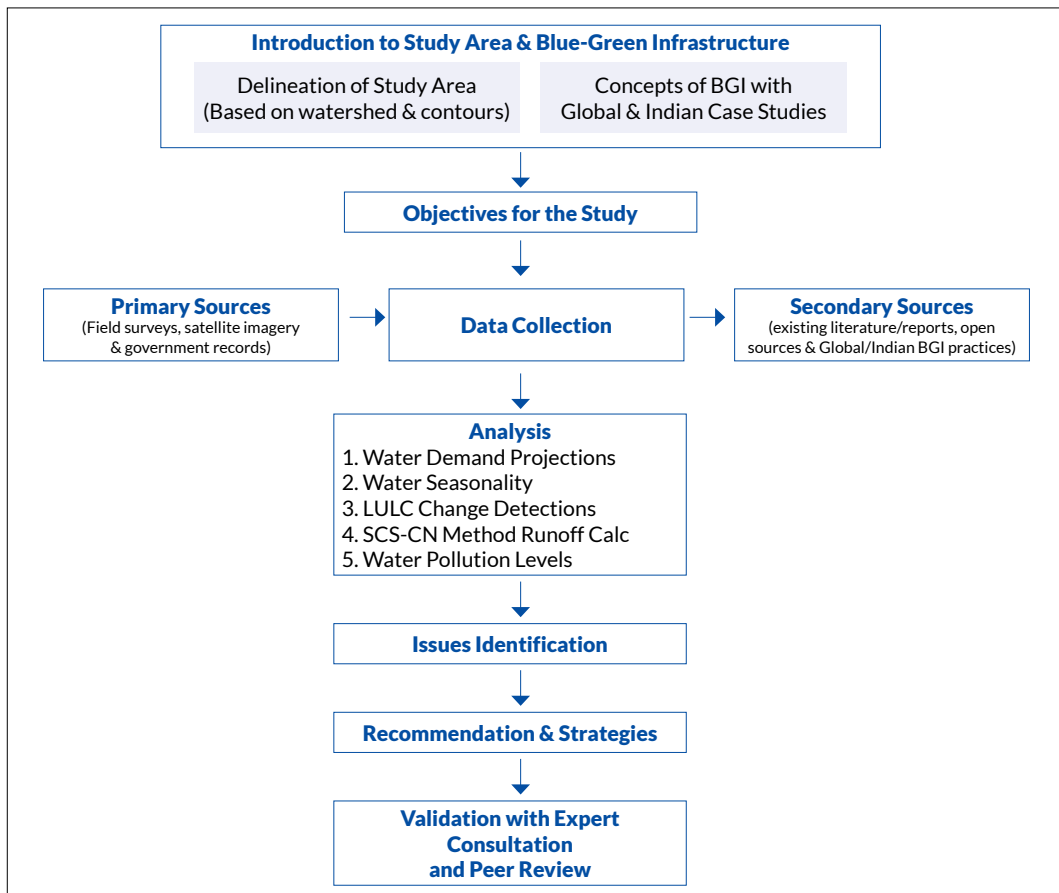 Introduction to Study Area & Blue-Green Infrastructure
Delineation of Study Area
(Based on watershed & contours)
Concepts of BGI with
Global & Indian Case Studies
Objectives for the Study
Primary Sources
(Field surveys, satellite imagery
& government records)
Data Collection
Secondary Sources
(existing literature/reports, open
sources & Global/Indian BGI practices)
Analysis
1. Water Demand Projections
2. Water Seasonality
3. LULC Change Detections
4. SCS-CN Method Runoff Calc
5. Water Pollution Levels
Issues Identification
Recommendation & Strategies
Validation with Expert
Consultation
and Peer Review